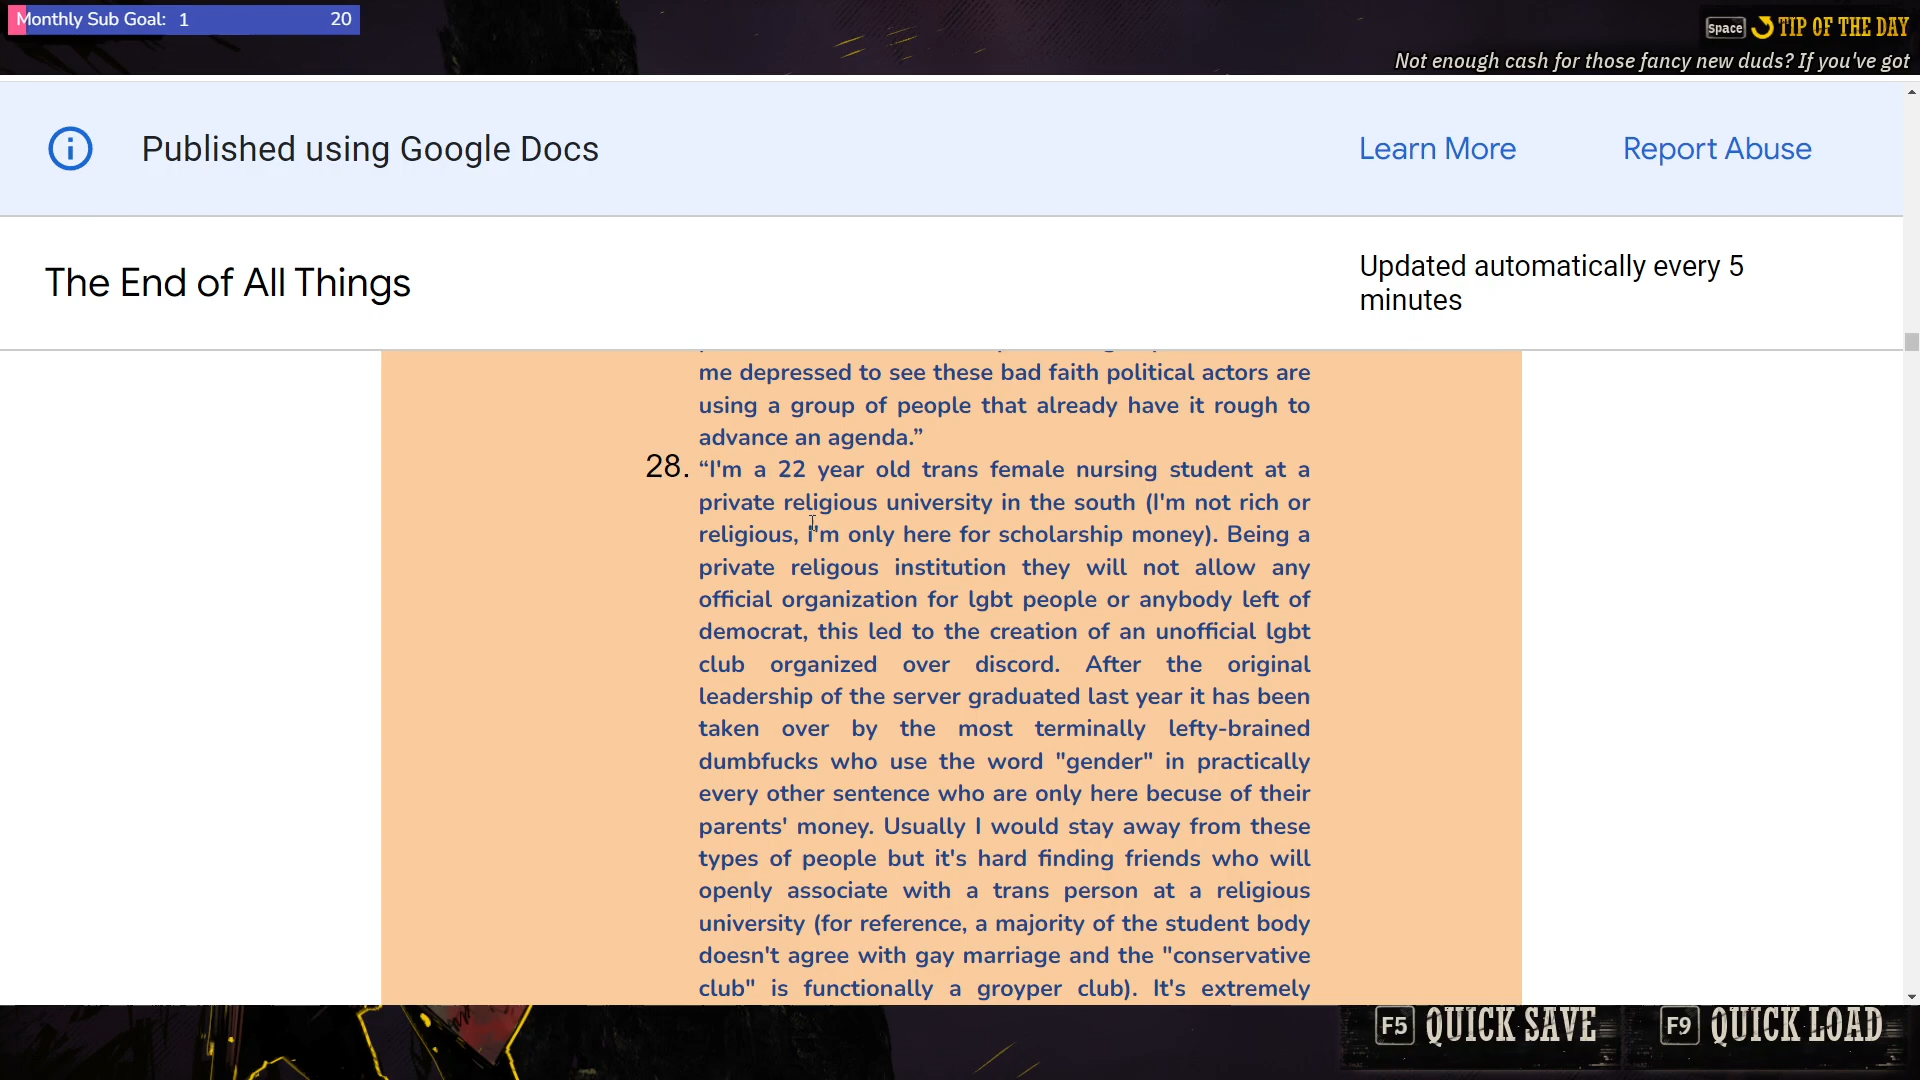 Monthly Sub Goal: 1 20
Space TIP OF THE DAY
Not enough cash for those fancy new duds? If you've got
Published using Google Docs
Learn More
Report Abuse
The End of All Things
Updated automatically every 5
minutes
me depressed to see these bad faith political actors are
using a group of people that already have it rough to
advance an agenda.”
28. “I'm a 22 year old trans female nursing student at a
private religious university in the south (I'm not rich or
religious, i'm only here for scholarship money). Being a
private religous institution they will not allow any
official organization for lgbt people or anybody left of
democrat, this led to the creation of an unofficial lgbt
club organized over discord. After the original
leadership of the server graduated last year it has been
taken over by the most terminally lefty-brained
dumbfucks who use the word "gender" in practically
every other sentence who are only here becuse of their
parents' money. Usually I would stay away from these
types of people but it's hard finding friends who will
openly associate with a trans person at a religious
university (for reference, a majority of the student body
doesn't agree with gay marriage and the "conservative
club" is functionally a groyper club). It's extremely
F5 QUICK SAVE
F9 QUICK LOAD